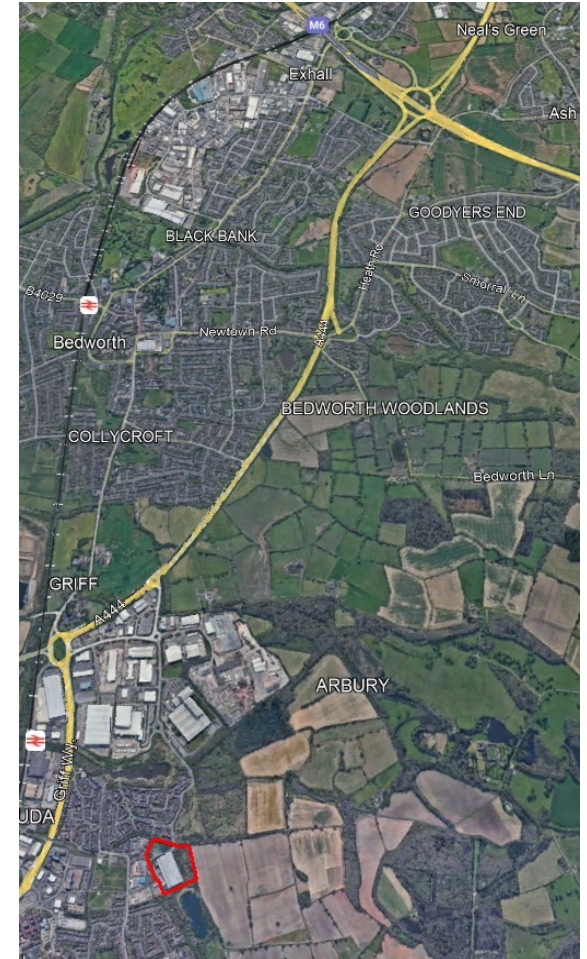 M6
Neal's Green
Exhall
Ash
GOODYERS END
BLACK BANK
Heath Rd
Smorrall Ln
B4029
Newtown Rd
A444
Bedworth
BEDWORTH WOODLANDS
COLLYCROFT
Bedworth Ln
GRIFF
A444
ARBURY
Griff Wy
UDA